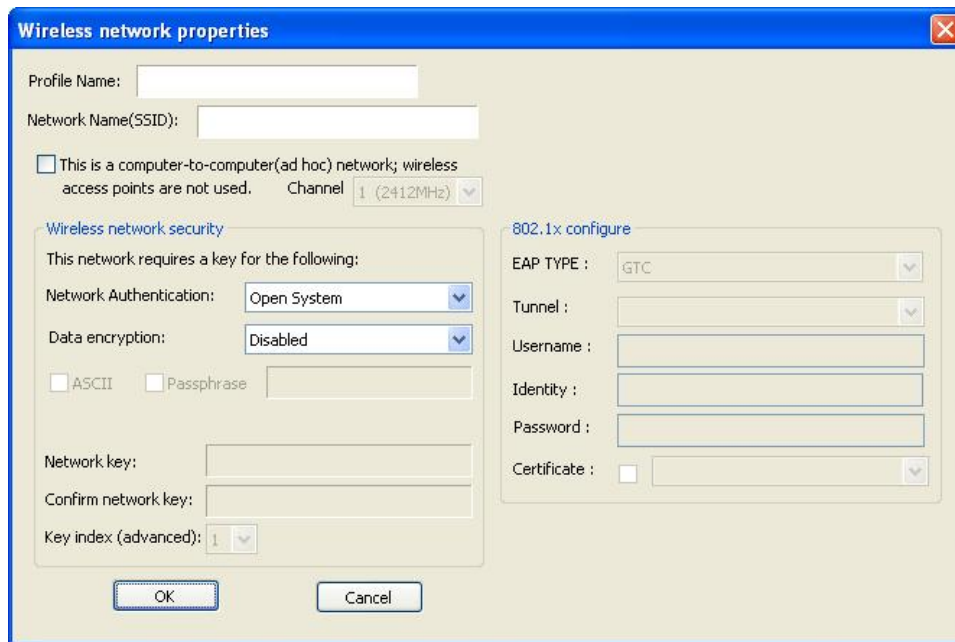 Wireless network properties
Profile Name:
Network Name(SSID):
This is a computer-to-computer(ad hoc) network; wireless
access points are not used. Channel 1 (2412MHz)
Wireless network security
This network requires a key for the following:
Network Authentication: Open System
Data encryption: Disabled
ASCII Passphrase
Network key:
Confirm network key:
Key index (advanced): 1
802.1x configure
EAP TYPE : GTC
Tunnel :
Username :
Identity :
Password :
Certificate :
OK Cancel